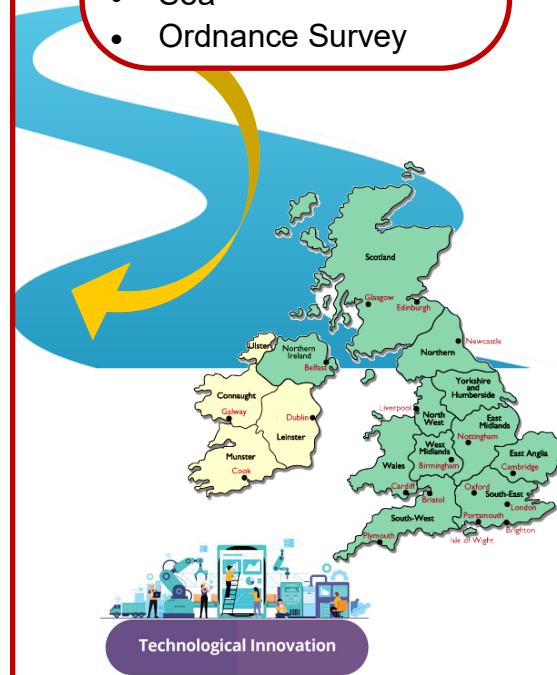 • Ordnance Survey
Scotland
Glasgow
Edinburgh
Newcastle
Ulster
Northern
Ireland
Belfast
Northern
Connaught
Galway
Dublin
Leinster
Munster
Cook
Yorkshire
and
Humberside
Liverpool
North
West
East
Midlands
Nottingham
West
Midlands
Birmingham
East Anglia
Cambridge
Wales
Cardiff
Bristol
Oxford
South-East
London
Portsmouth
Brighton
Isle of Wight
South-West
Plymouth
Technological Innovation